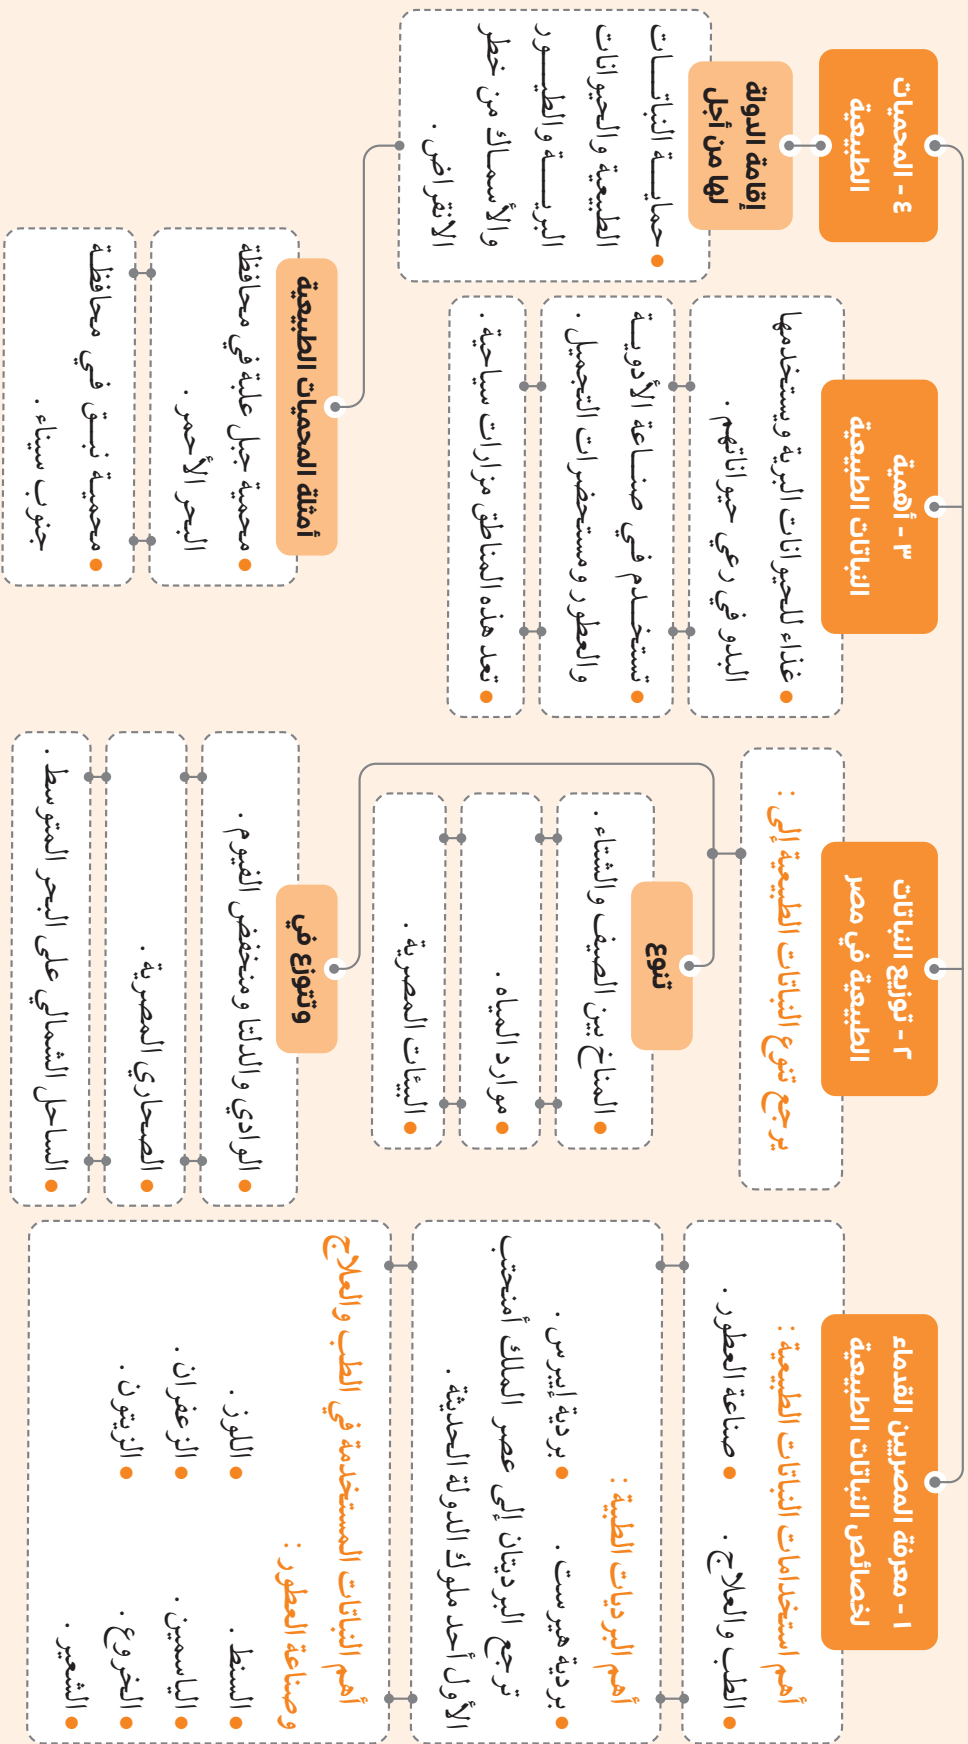 ١ - معرفة المصريين القدماء
لخصائص النباتات الطبيعية
أهم استخدامات النباتات الطبيعية :
الطب والعلاج .
صناعة العطور .
أهم البرديات الطبية :
بردية هيرست .
بردية إيبرس .
ترجع البرديتان إلى عصر الملك أمنحتب
الأول أحد ملوك الدولة الحديثة .
أهم النباتات المستخدمة في الطب والعلاج
وصناعة العطور :
السنط .
اللوز .
الياسمين .
الزعفران .
الخروع .
الزيتون .
الشعير .
٢ - توزيع النباتات
الطبيعية في مصر
يرجع تنوع النباتات الطبيعية إلى :
تنوع
المناخ بين الصيف والشتاء .
موارد المياه .
البيئات المصرية .
وتتوزع في
الوادي والدلتا ومنخفض الفيوم .
الصحاري المصرية .
الساحل الشمالي على البحر المتوسط .
٣ - أهمية
النباتات الطبيعية
غذاء للحيوانات البرية ويستخدمها
البدو في رعي حيواناتهم .
تستخدم في صناعة الأدوية
والعطور ومستحضرات التجميل .
تعد هذه المناطق مزارات سياحية .
٤ - المحميات
الطبيعية
إقامة الدولة
لها من أجل
حماية النباتات
الطبيعية والحيوانات
البرية والطيور
والأسماك من خطر
الانقراض .
أمثلة المحميات الطبيعية
محمية جبل علبة في محافظة
البحر الأحمر .
محمية نبق في محافظة
جنوب سيناء .